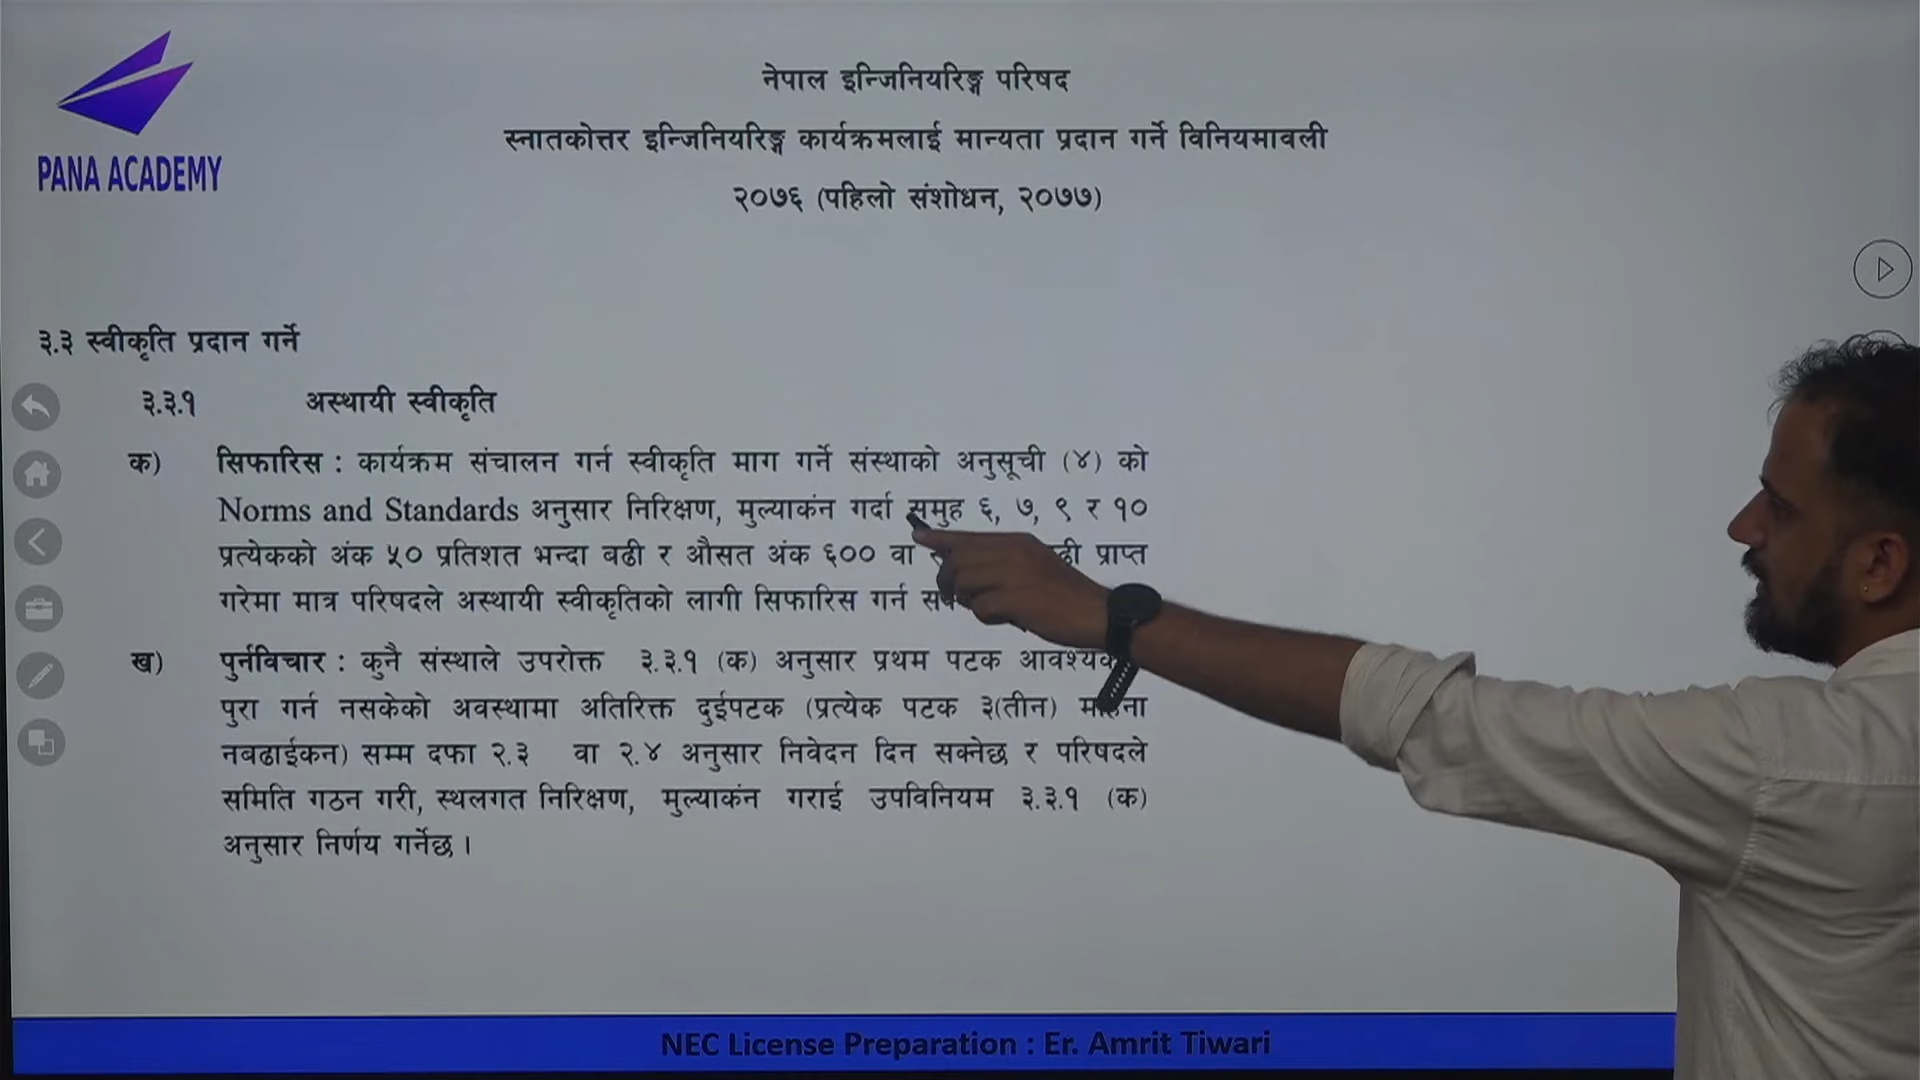 PANA ACADEMY
नेपाल इन्जिनियरिङ्ग परिषद
स्नातकोत्तर इन्जिनियरिङ्ग कार्यक्रमलाई मान्यता प्रदान गर्ने विनियमावली
२०७६ (पहिलो संशोधन, २०७७)
३.३ स्वीकृति प्रदान गर्ने
३.३.१ अस्थायी स्वीकृति
क) सिफारिस : कार्यक्रम संचालन गर्न स्वीकृति माग गर्ने संस्थाको अनुसूची (४) को
Norms and Standards अनुसार निरिक्षण, मुल्याकंन गर्दा समुह ६, ७, ९ र १०
प्रत्येकको अंक ५० प्रतिशत भन्दा बढी र औसत अंक ६०० वा प्राप्त
गरेमा मात्र परिषदले अस्थायी स्वीकृतिको लागी सिफारिस गर्न
ख) पुर्नविचार : कुनै संस्थाले उपरोक्त ३.३.१ (क) अनुसार प्रथम पटक
पुरा गर्न नसकेको अवस्थामा अतिरिक्त दुईपटक (प्रत्येक पटक ३(तीन) महिना
नबढाईकन) सम्म दफा २.३ वा २.४ अनुसार निवेदन दिन सक्नेछ र परिषदले
समिति गठन गरी, स्थलगत निरिक्षण, मुल्याकंन गराई उपविनियम ३.३.१ (क)
अनुसार निर्णय गर्नेछ ।
NEC License Preparation : Er. Amrit Tiwari